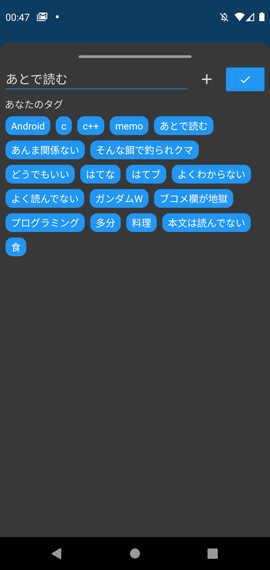 00:47
あとで読む
あなたのタグ
Android c c++ memo あとで読む
あんま関係ない そんな餌で釣られクマ
どうでもいい はてな はてブ よくわからない
よく読んでない ガンダムW ブコメ欄が地獄
プログラミング 多分 料理 本文は読んでない
食